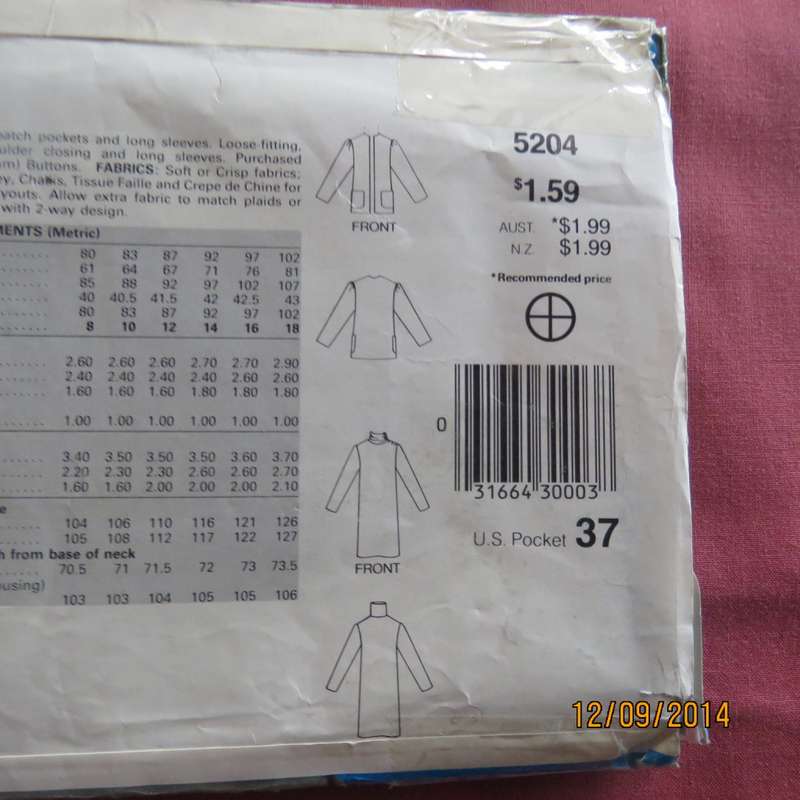 atch pockets and long sleeves. Loose-fitting,
ulder closing and long sleeves. Purchased
m) Buttons. FABRICS: Soft or Crisp fabrics;
ey, Challis, Tissue Faille and Crepe de Chine for
youts. Allow extra fabric to match plaids or
with 2-way design.
MENTS (Metric)
80 83 87 92 97 102
61 64 67 71 76 81
85 88 92 97 102 107
40 40.5 41.5 42 42.5 43
80 83 87 92 97 102
8 10 12 14 16 18
2.60 2.60 2.60 2.70 2.70 2.90
2.40 2.40 2.40 2.40 2.60 2.60
1.60 1.60 1.60 1.80 1.80 1.80
1.00 1.00 1.00 1.00 1.00 1.00
3.40 3.50 3.50 3.50 3.60 3.70
2.20 2.30 2.30 2.60 2.60 2.70
1.60 1.60 2.00 2.00 2.00 2.10
e
104 106 110 116 121 126
105 108 112 117 122 127
h from base of neck
70.5 71 71.5 72 73 73.5
ousing)
103 103 104 105 105 106
FRONT
FRONT
5204
$1.59
AUST. *$1.99
N.Z. $1.99
*Recommended price
0
31664 30003
U.S. Pocket 37
12/09/2014